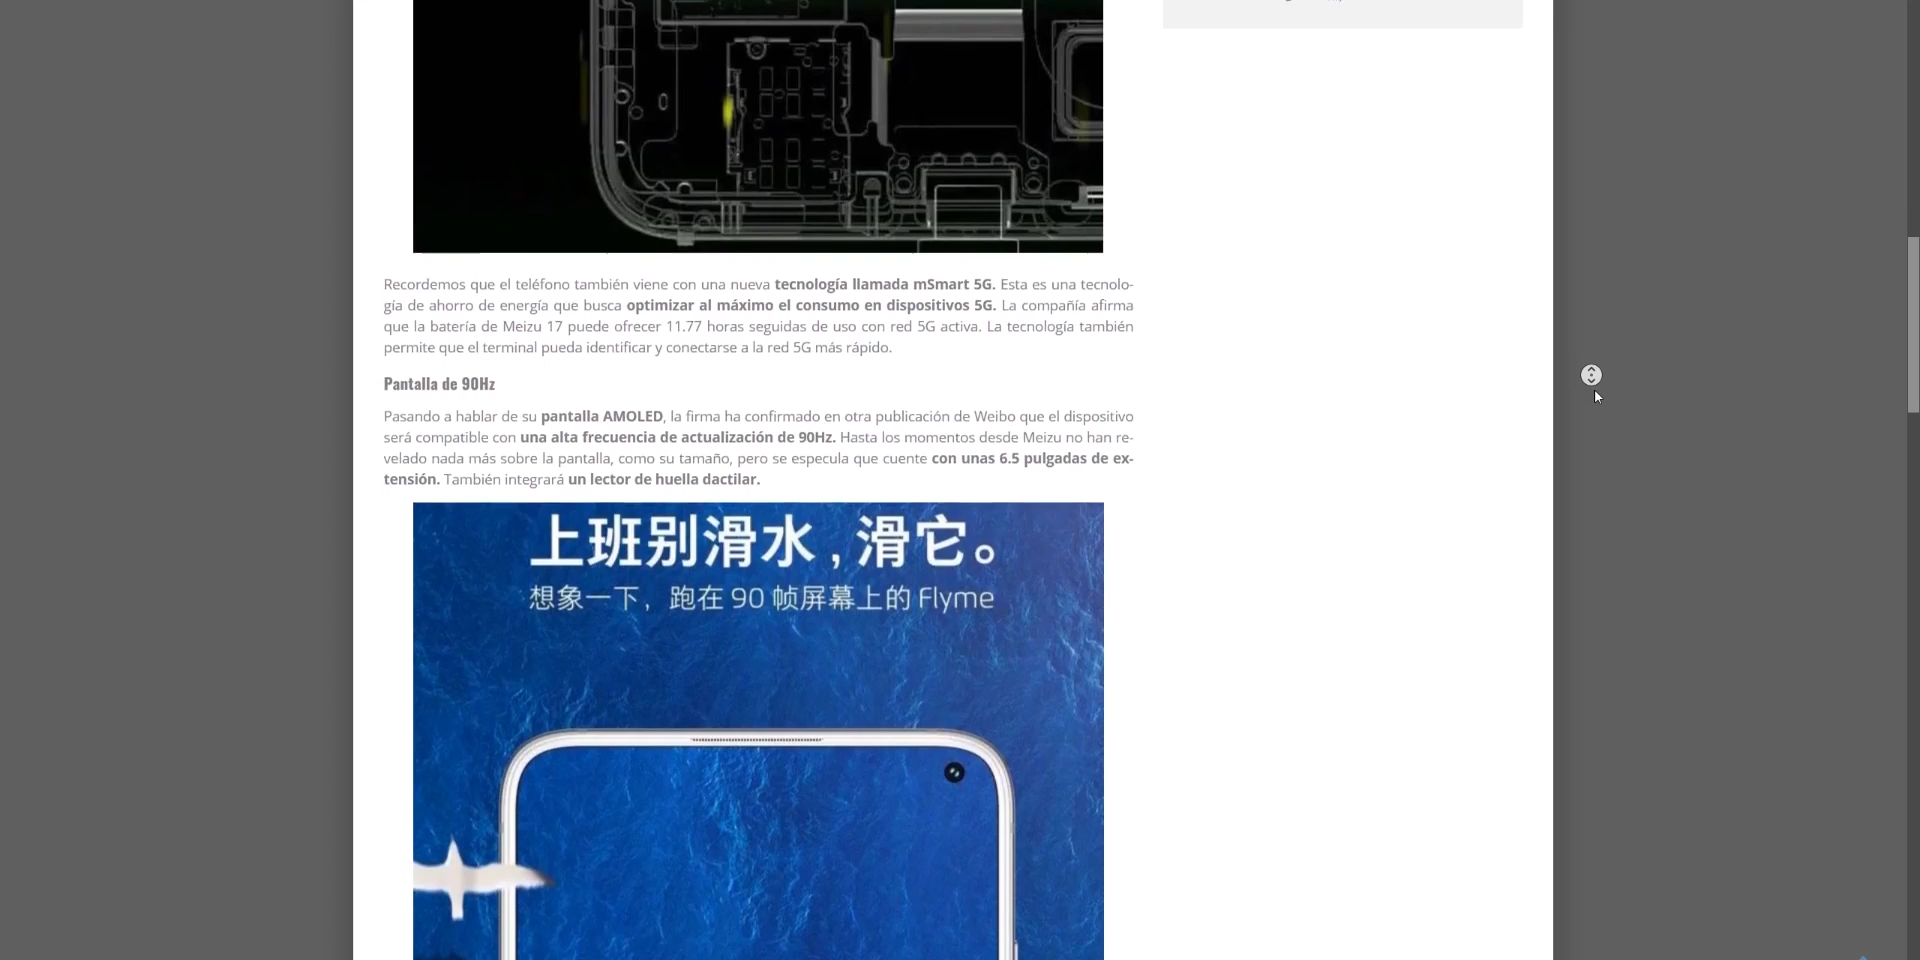 Recordemos que el teléfono también viene con una nueva tecnología llamada mSmart 5G. Esta es una tecnolo-
gía de ahorro de energía que busca optimizar al máximo el consumo en dispositivos 5G. La compañía afirma
que la batería de Meizu 17 puede ofrecer 11.77 horas seguidas de uso con red 5G activa. La tecnología también
permite que el terminal pueda identificar y conectarse a la red 5G más rápido.
Pantalla de 90Hz
Pasando a hablar de su pantalla AMOLED, la firma ha confirmado en otra publicación de Weibo que el dispositivo
será compatible con una alta frecuencia de actualización de 90Hz. Hasta los momentos desde Meizu no han re-
velado nada más sobre la pantalla, como su tamaño, pero se especula que cuente con unas 6.5 pulgadas de ex-
tensión. También integrará un lector de huella dactilar.
上班别滑水，滑它。
想象一下，跑在 90 帧屏幕上的 Flyme